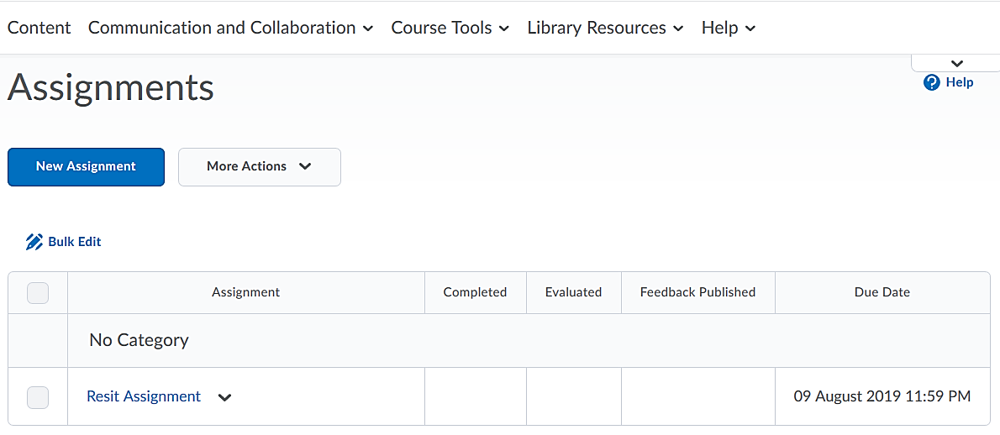 Content Communication and Collaboration Course Tools Library Resources Help
Assignments
Help
New Assignment More Actions
Bulk Edit
Assignment Completed Evaluated Feedback Published Due Date
No Category
Resit Assignment 09 August 2019 11:59 PM